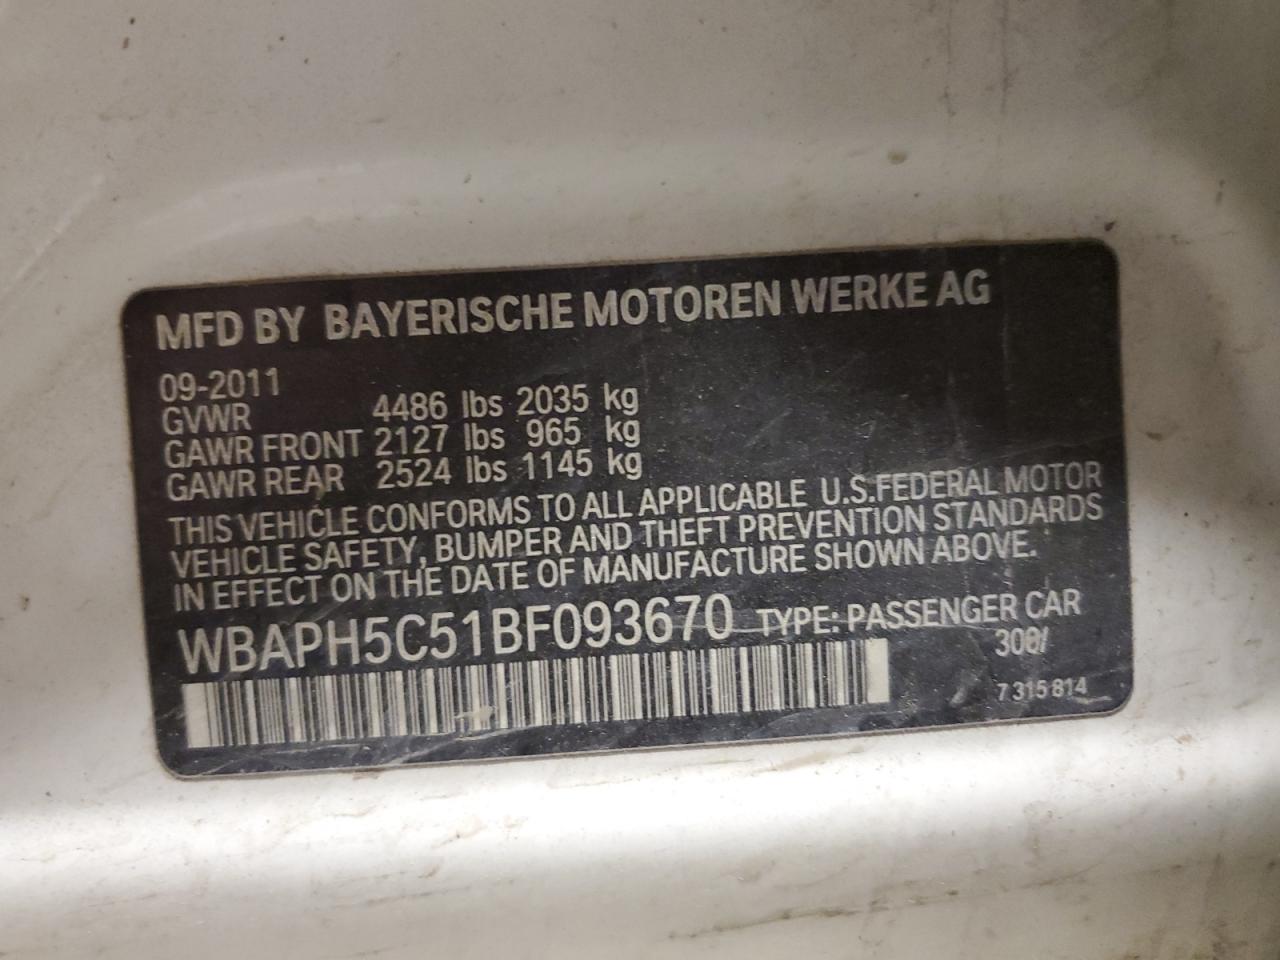 MFD BY BAYERISCHE MOTOREN WERKE AG
09-2011
GVWR 4486 lbs 2035 kg
GAWR FRONT 2127 lbs 965 kg
GAWR REAR 2524 lbs 1145 kg
THIS VEHICLE CONFORMS TO ALL APPLICABLE U.S.FEDERAL MOTOR
VEHICLE SAFETY, BUMPER AND THEFT PREVENTION STANDARDS
IN EFFECT ON THE DATE OF MANUFACTURE SHOWN ABOVE.
WBAPH5C51BF093670 TYPE: PASSENGER CAR
300/
7 315 814